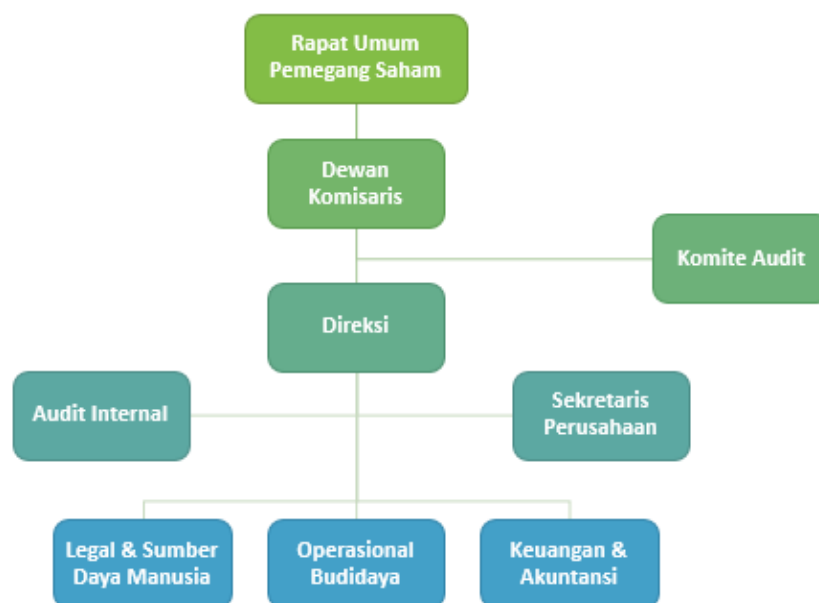 Rapat Umum
Pemegang Saham
Dewan
Komisaris
Komite Audit
Direksi
Audit Internal
Sekretaris
Perusahaan
Legal & Sumber
Daya Manusia
Operasional
Budidaya
Keuangan &
Akuntansi